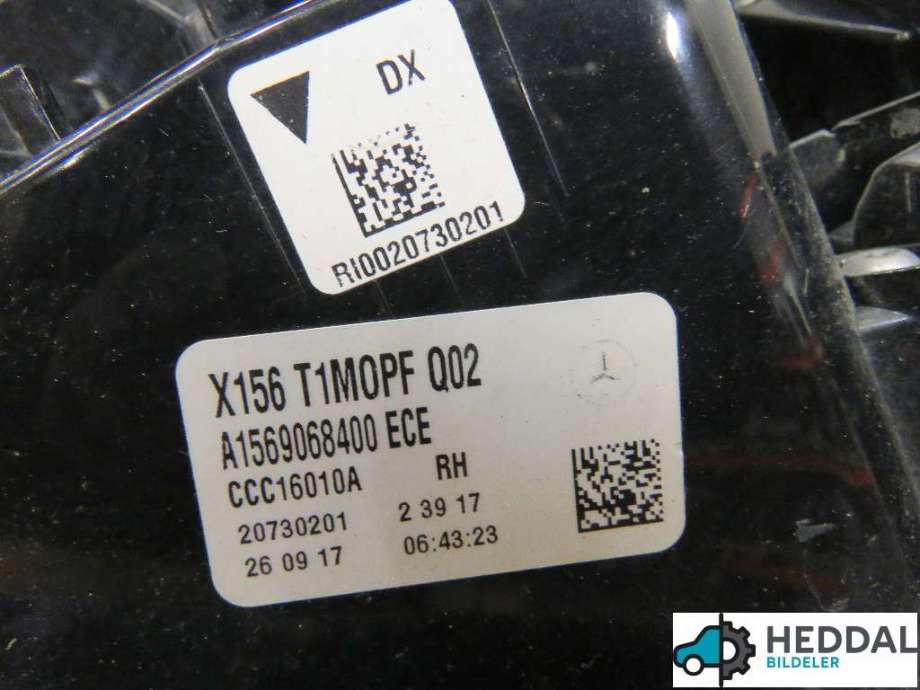 DX
RI0020730201
X156 T1MOPF Q02
A1569068400 ECE
CCC16010A RH
20730201 2 39 17
26 09 17 06:43:23
HEDDAL
BILDELER